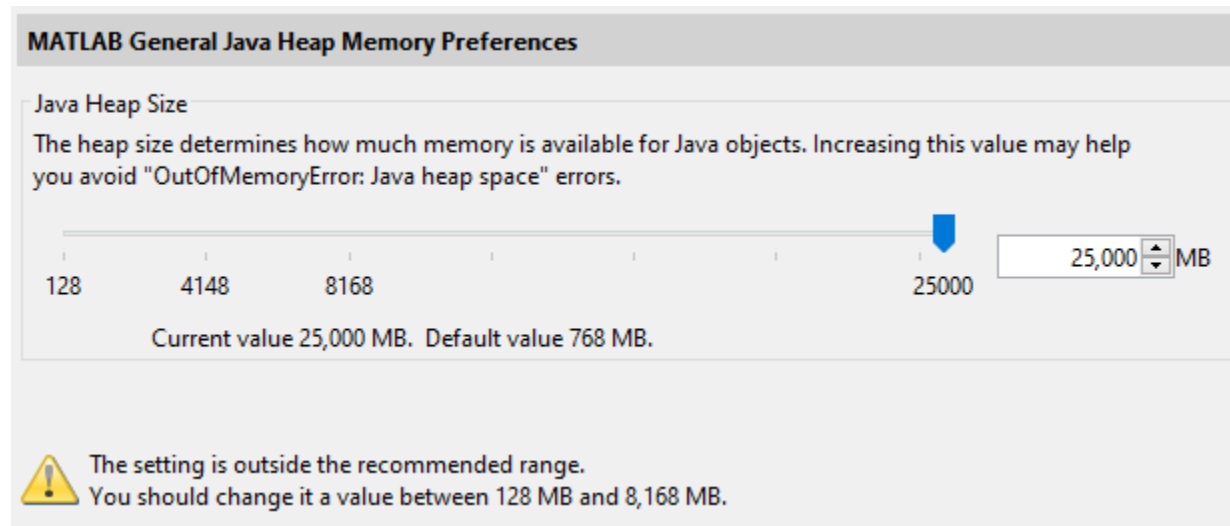 MATLAB General Java Heap Memory Preferences
Java Heap Size
The heap size determines how much memory is available for Java objects. Increasing this value may help
you avoid "OutOfMemoryError: Java heap space" errors.
25,000 MB
128 4148 8168 25000
Current value 25,000 MB. Default value 768 MB.
The setting is outside the recommended range.
You should change it a value between 128 MB and 8,168 MB.